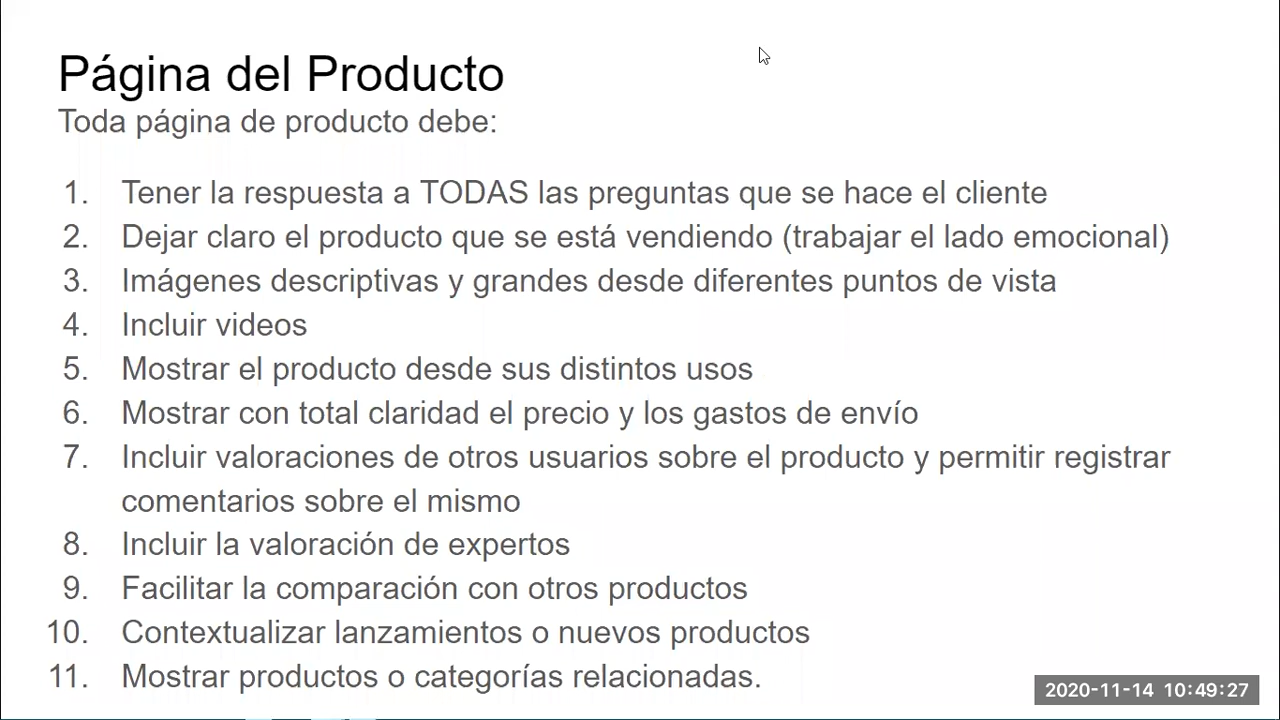 Página del Producto
Toda página de producto debe:
1. Tener la respuesta a TODAS las preguntas que se hace el cliente
2. Dejar claro el producto que se está vendiendo (trabajar el lado emocional)
3. Imágenes descriptivas y grandes desde diferentes puntos de vista
4. Incluir videos
5. Mostrar el producto desde sus distintos usos
6. Mostrar con total claridad el precio y los gastos de envío
7. Incluir valoraciones de otros usuarios sobre el producto y permitir registrar
comentarios sobre el mismo
8. Incluir la valoración de expertos
9. Facilitar la comparación con otros productos
10. Contextualizar lanzamientos o nuevos productos
11. Mostrar productos o categorías relacionadas.
2020-11-14 10:49:27